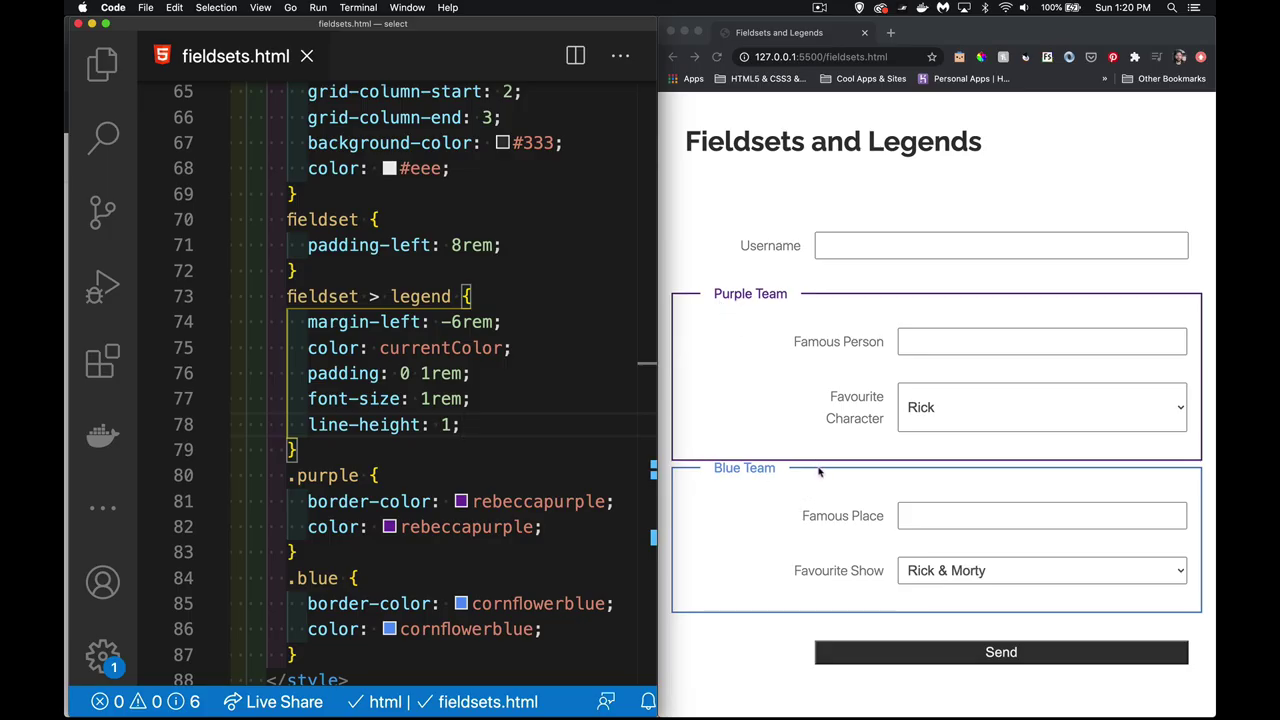 Code File Edit Selection View Go Run Terminal Window Help 100% Sun 1:20 PM
fieldsets.html — select
fieldsets.html
65 grid-column-start: 2;
66 grid-column-end: 3;
67 background-color: #333;
68 color: #eee;
69 }
70 fieldset {
71 padding-left: 8rem;
72 }
73 fieldset > legend {
74 margin-left: -6rem;
75 color: currentColor;
76 padding: 0 1rem;
77 font-size: 1rem;
78 line-height: 1;
79 }
80 .purple {
81 border-color: rebeccapurple;
82 color: rebeccapurple;
83 }
84 .blue {
85 border-color: cornflowerblue;
86 color: cornflowerblue;
87 }
88 </style>
1
0 0 6 Live Share html fieldsets.html
Fieldsets and Legends
127.0.0.1:5500/fieldsets.html
Apps HTML5 & CSS3 &... Cool Apps & Sites Personal Apps (H... » Other Bookmarks
Fieldsets and Legends
Username
Purple Team
Famous Person
Favourite
Character
Rick
Blue Team
Famous Place
Favourite Show Rick & Morty
Send